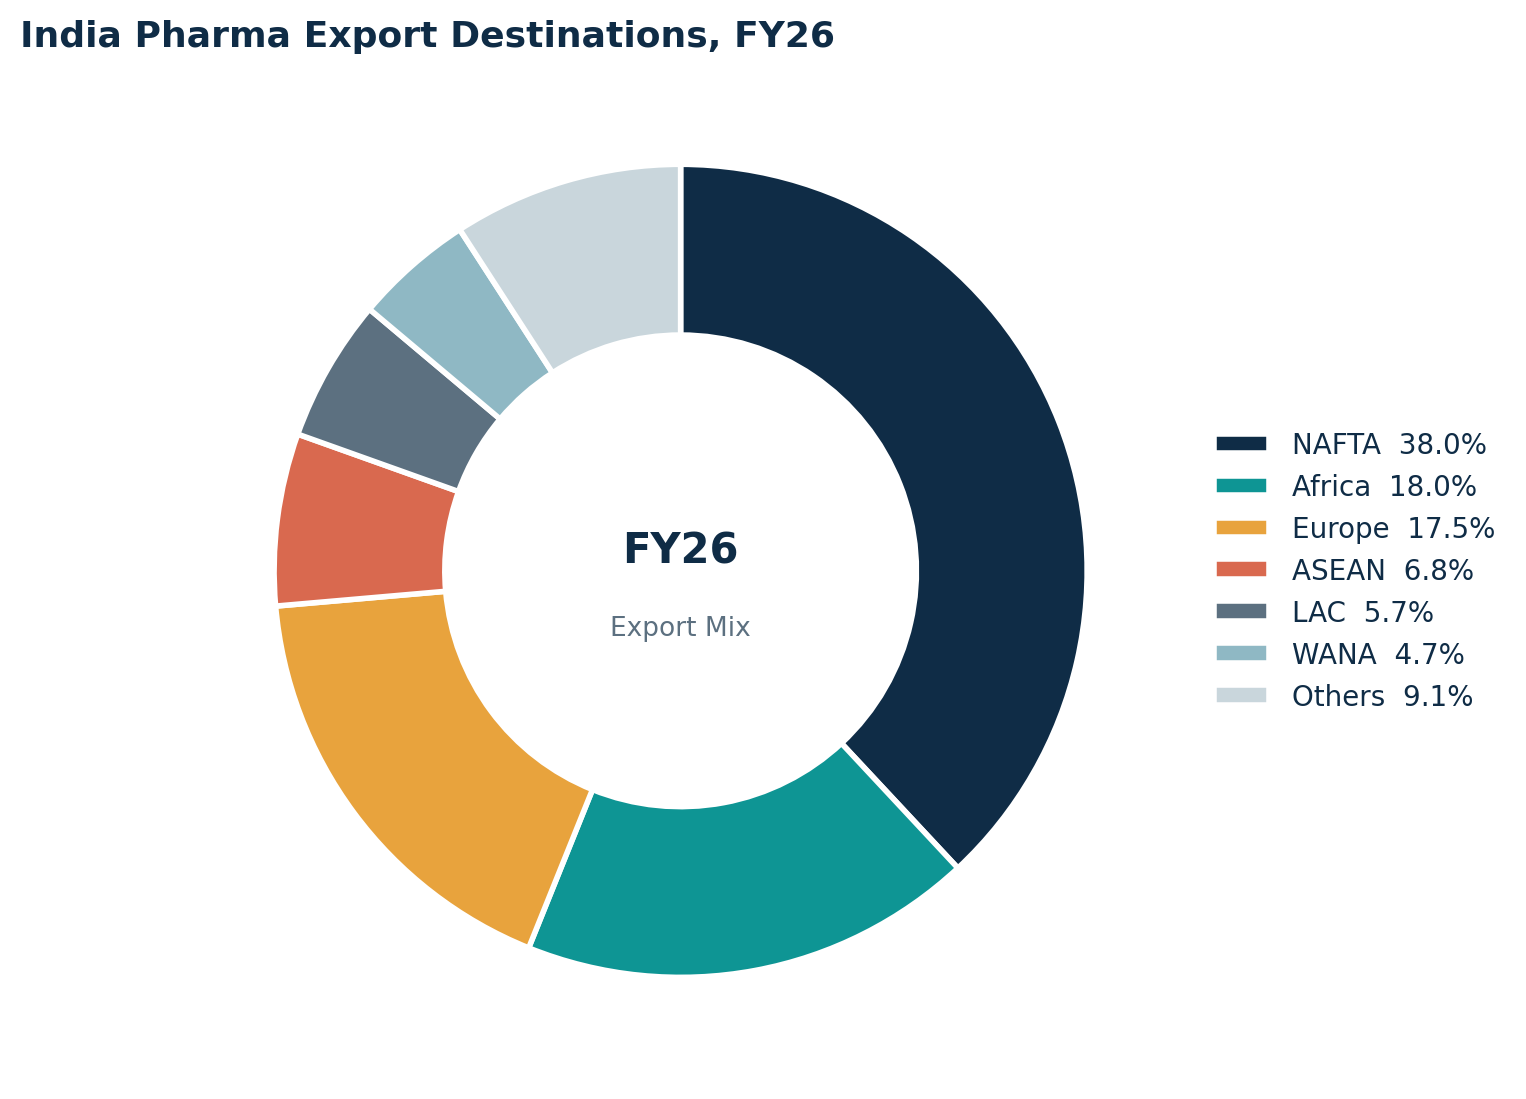 India Pharma Export Destinations, FY26
FY26
Export Mix
NAFTA 38.0%
Africa 18.0%
Europe 17.5%
ASEAN 6.8%
LAC 5.7%
WANA 4.7%
Others 9.1%